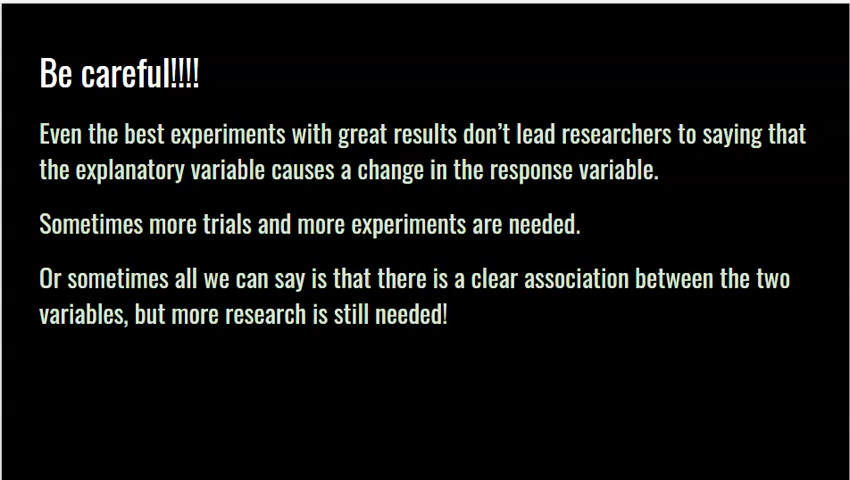 Be careful!!!!
Even the best experiments with great results don’t lead researchers to saying that
the explanatory variable causes a change in the response variable.
Sometimes more trials and more experiments are needed.
Or sometimes all we can say is that there is a clear association between the two
variables, but more research is still needed!